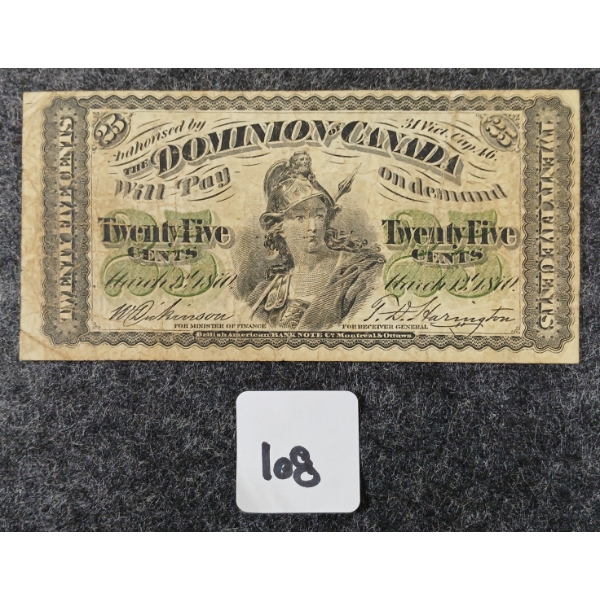 25 Authorised by 31 Vict. Cap. 46. 25
THE DOMINION OF CANADA
Will Pay on demand
TWENTY FIVE CENTS
TWENTY FIVE CENTS
25 25
Twenty Five Twenty Five
CENTS CENTS
March 1st 1870. March 1st 1870.
W Dickinson T. D. Harington
FOR MINISTER OF FINANCE FOR RECEIVER GENERAL
British American BANK NOTE Co. Montreal & Ottawa
108